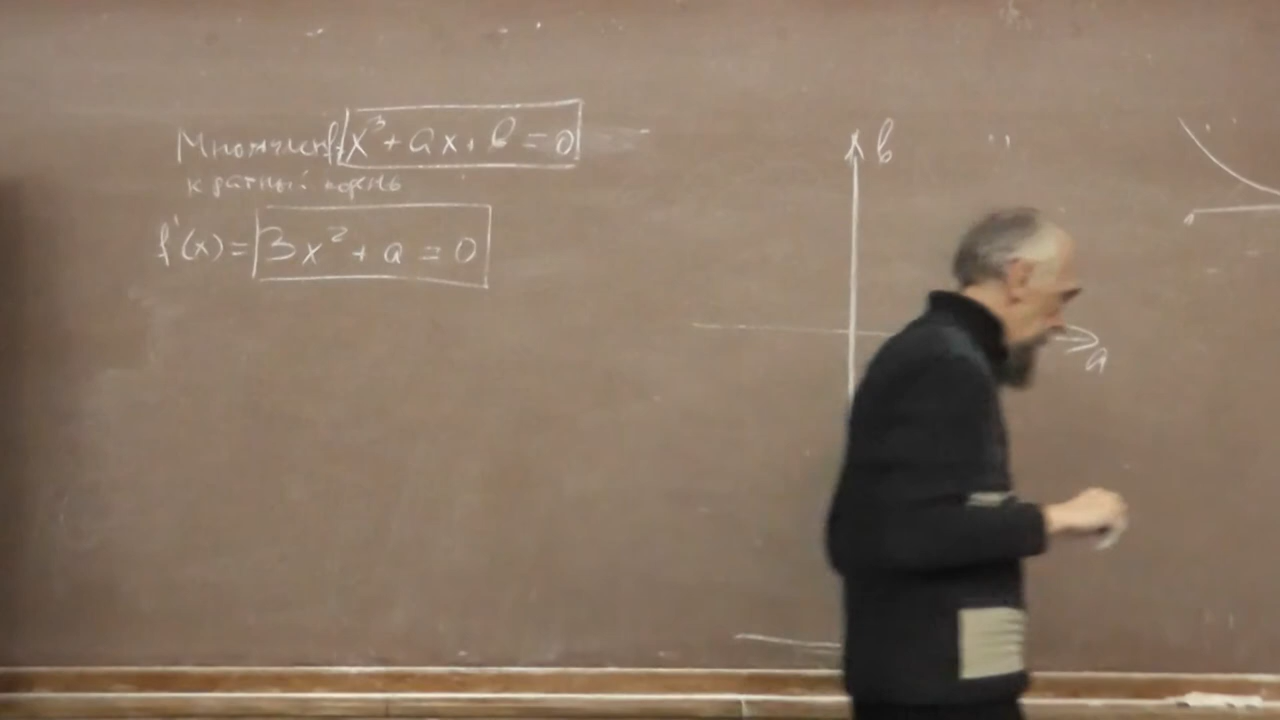 Многочлен f = x³ + ax + b = 0
кратный корень
f'(x) = 3x² + a = 0
b
a